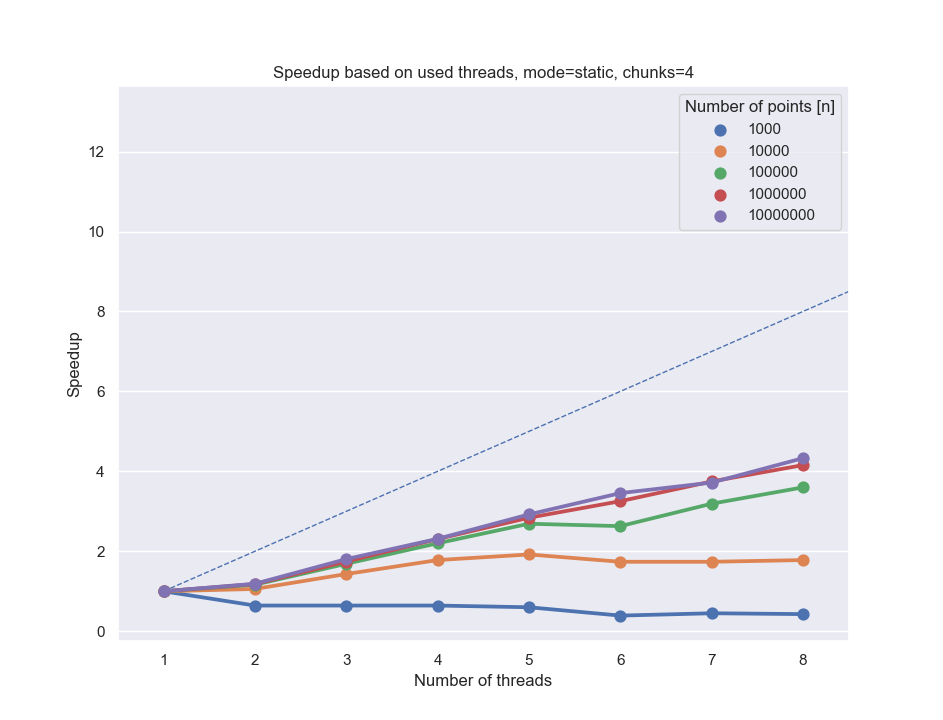 Speedup based on used threads, mode=static, chunks=4
Number of points [n]
1000
10000
100000
1000000
10000000
12
10
8
6
4
2
0
Speedup
1 2 3 4 5 6 7 8
Number of threads